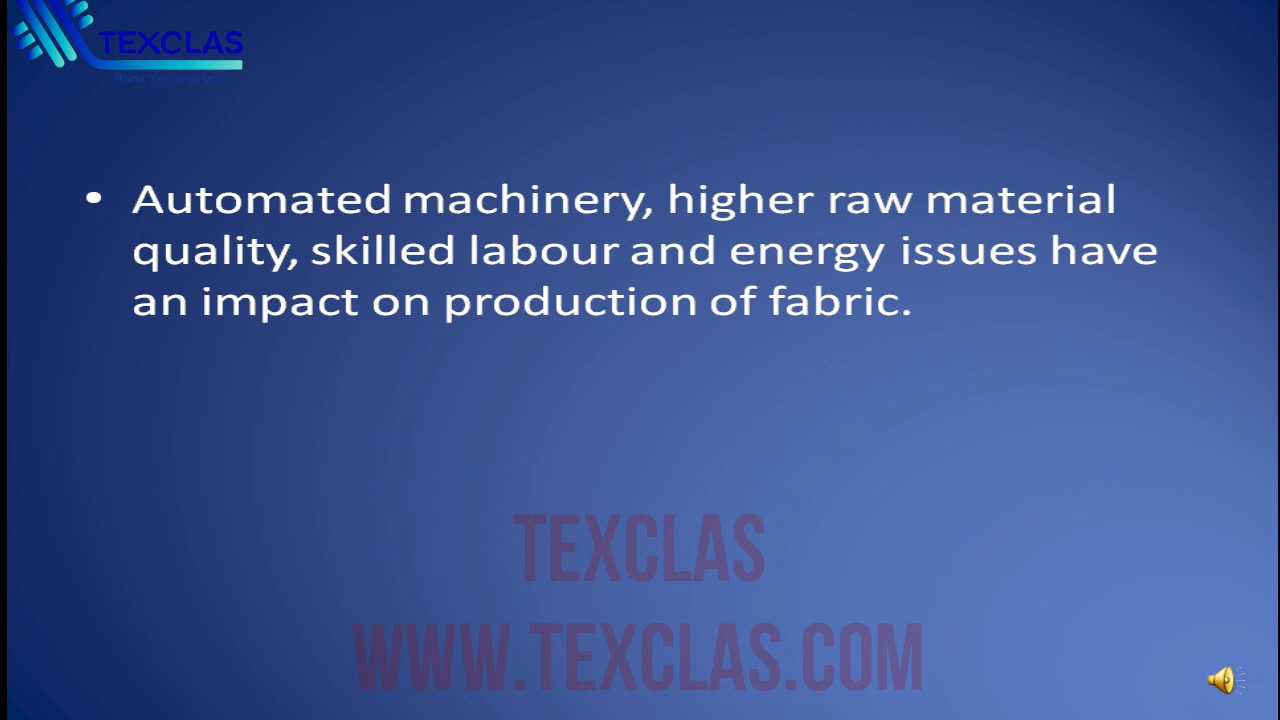 TEXCLAS
• Automated machinery, higher raw material
quality, skilled labour and energy issues have
an impact on production of fabric.
TEXCLAS
WWW.TEXCLAS.COM